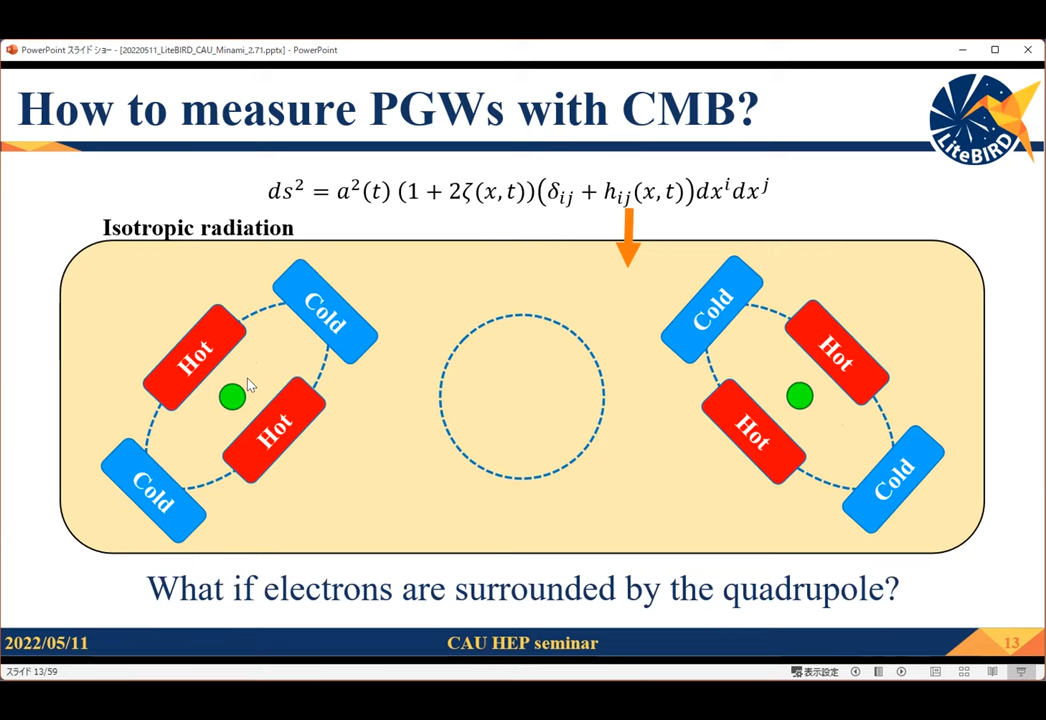 PowerPoint スライド ショー - [20220511_LiteBIRD_CAU_Minami_2.71.pptx] - PowerPoint
How to measure PGWs with CMB?
LiteBIRD
ds² = a²(t) (1 + 2ζ(x, t))(δᵢⱼ + hᵢⱼ(x, t))dxⁱdxʲ
Isotropic radiation
Cold
Hot
Hot
Cold
Cold
Hot
Hot
Cold
What if electrons are surrounded by the quadrupole?
2022/05/11
CAU HEP seminar
13
スライド 13/59
表示設定